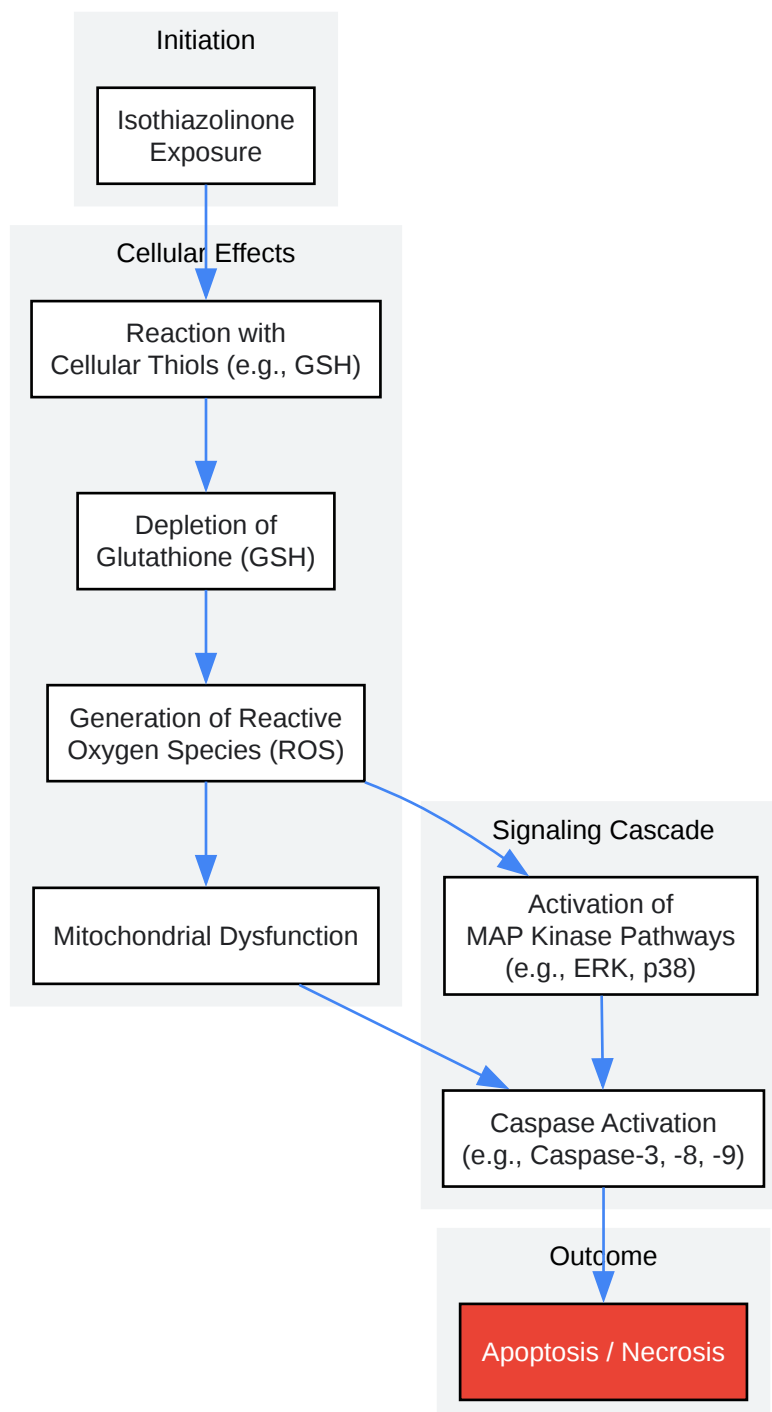 Initiation
Isothiazolinone
Exposure
Cellular Effects
Reaction with
Cellular Thiols (e.g., GSH)
Depletion of
Glutathione (GSH)
Generation of Reactive
Oxygen Species (ROS)
Mitochondrial Dysfunction
Signaling Cascade
Activation of
MAP Kinase Pathways
(e.g., ERK, p38)
Caspase Activation
(e.g., Caspase-3, -8, -9)
Outcome
Apoptosis / Necrosis